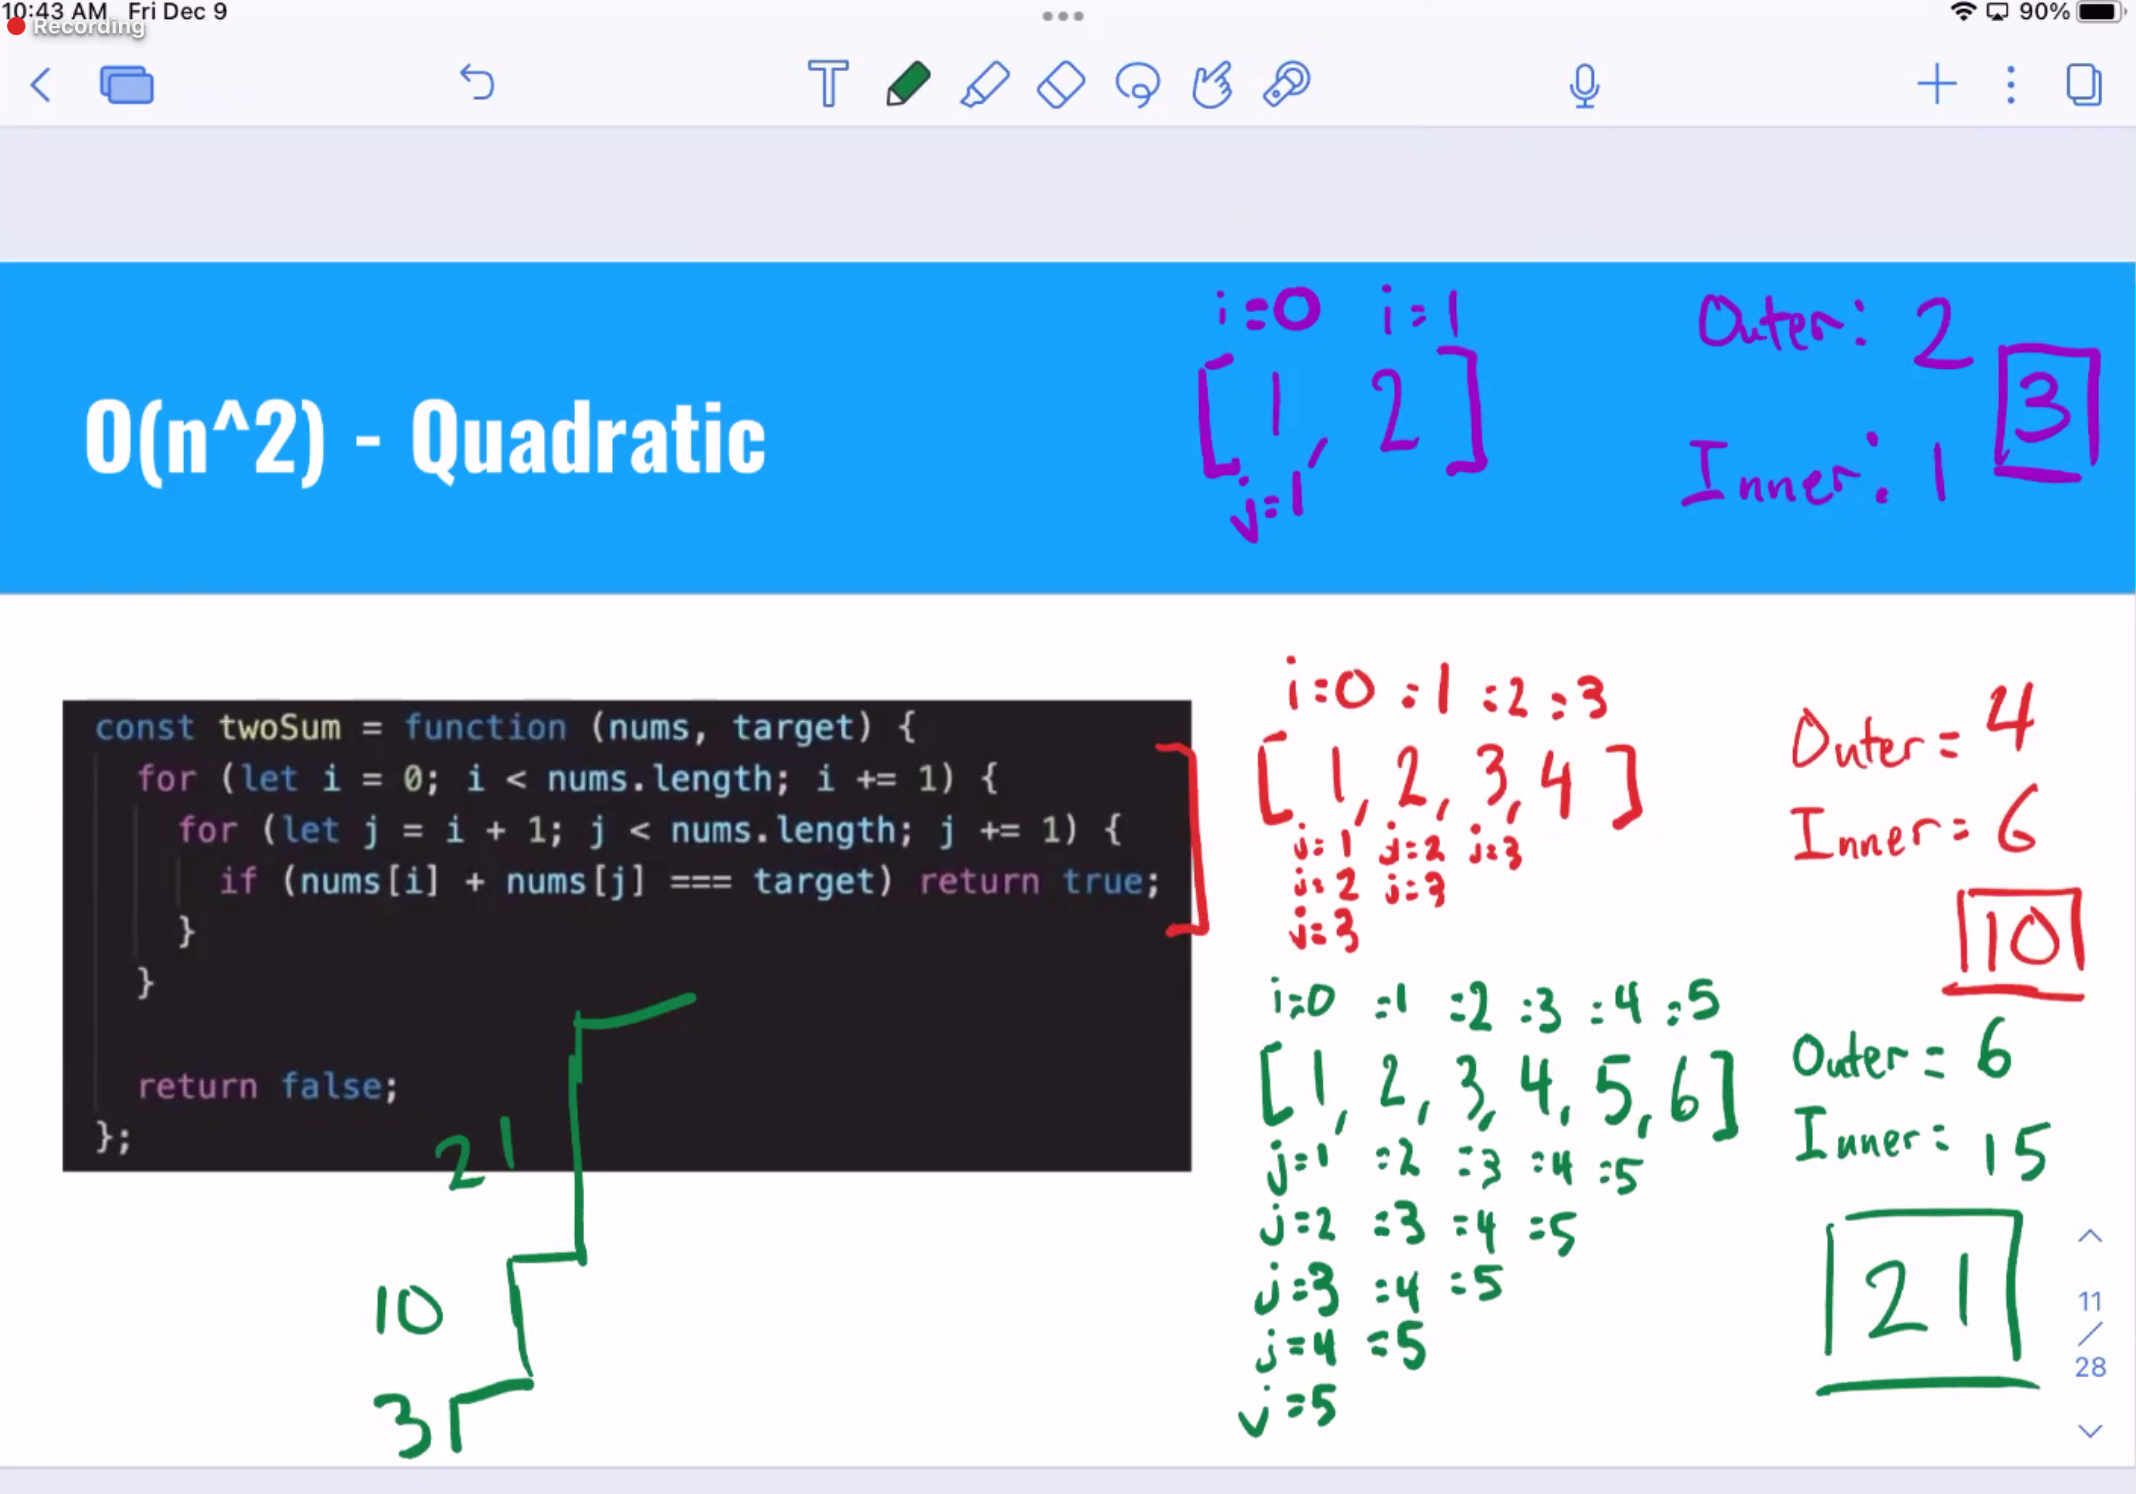 10:43 AM Fri Dec 9
Recording
90%
T
O(n^2) - Quadratic
i=0 i=1
[1, 2]
j=1
Outer: 2
Inner: 1
3
const twoSum = function (nums, target) {
for (let i = 0; i < nums.length; i += 1) {
for (let j = i + 1; j < nums.length; j += 1) {
if (nums[i] + nums[j] === target) return true;
}
}
return false;
};
i=0 =1 =2 =3
[1, 2, 3, 4]
j=1 j=2 j=3
j=2 j=3
j=3
Outer = 4
Inner = 6
10
i=0 =1 =2 =3 =4 =5
[1, 2, 3, 4, 5, 6]
j=1 =2 =3 =4 =5
j=2 =3 =4 =5
j=3 =4 =5
j=4 =5
j=5
Outer = 6
Inner = 15
21
21
10
3
11
/
28